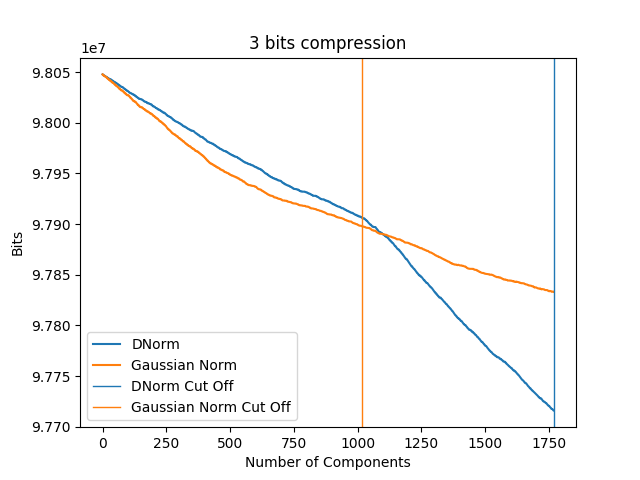 3 bits compression
1e7
9.805
9.800
9.795
9.790
9.785
9.780
9.775
9.770
Bits
DNorm
Gaussian Norm
DNorm Cut Off
Gaussian Norm Cut Off
0 250 500 750 1000 1250 1500 1750
Number of Components